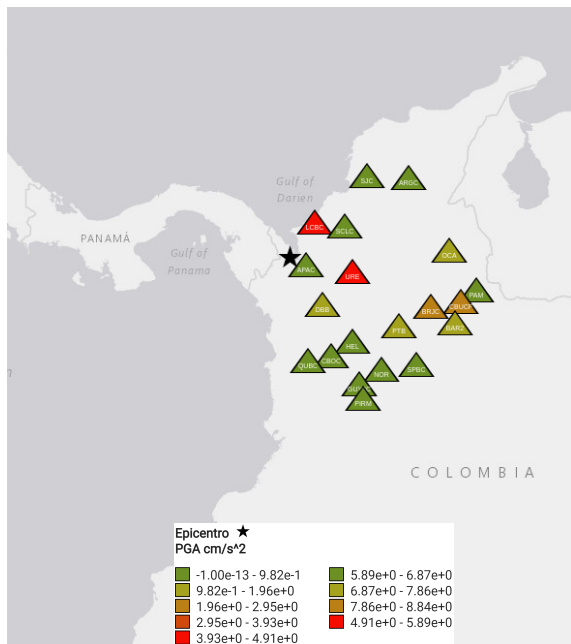 Gulf of
Darien
PANAMÁ
Gulf of
Panama
SJC
ARGC
LCBC
SCLC
OCA
APAC
URE
PAM
DEB
BRJC
CBUCF
PTB
BAR2
HEL
QUBC
CBOC
NOR
SPBC
PIRM
COLOMBIA
Epicentro
PGA cm/s^2
-1.00e-13 - 9.82e-1
9.82e-1 - 1.96e+0
1.96e+0 - 2.95e+0
2.95e+0 - 3.93e+0
3.93e+0 - 4.91e+0
5.89e+0 - 6.87e+0
6.87e+0 - 7.86e+0
7.86e+0 - 8.84e+0
4.91e+0 - 5.89e+0